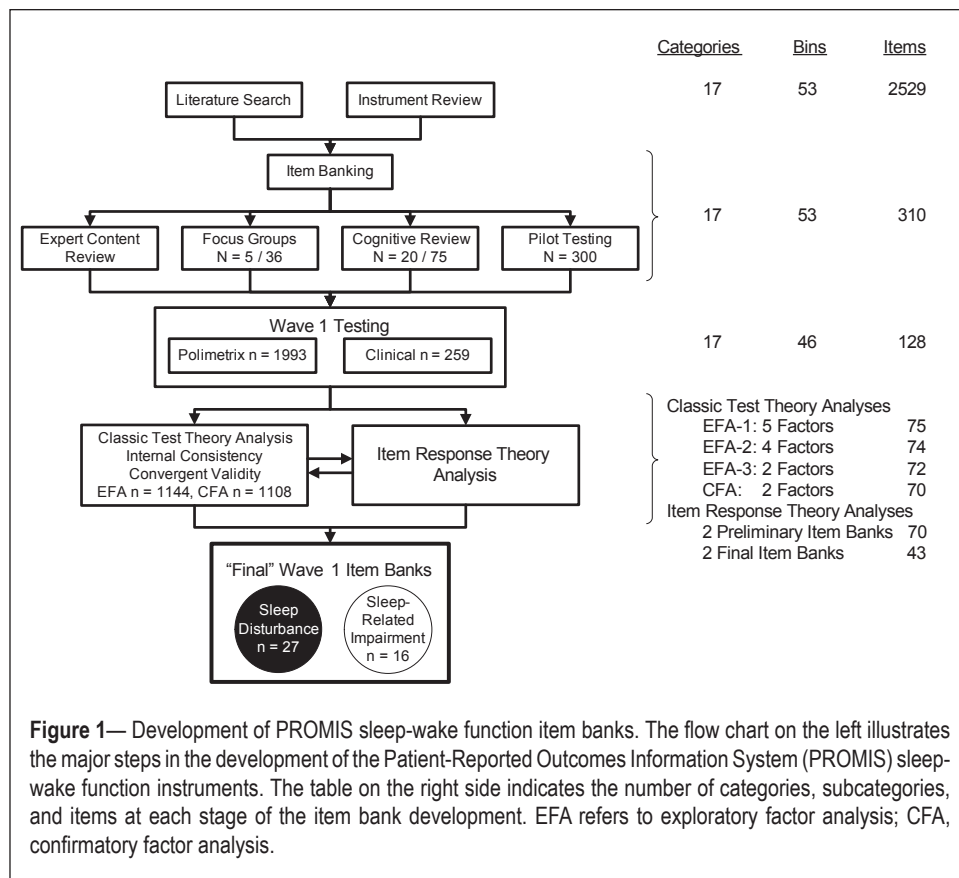 Categories Bins Items
17 53 2529
Literature Search
Instrument Review
Item Banking
17 53 310
Expert Content
Review
Focus Groups
N = 5 / 36
Cognitive Review
N = 20 / 75
Pilot Testing
N = 300
Wave 1 Testing
Polimetrix n = 1993
Clinical n = 259
17 46 128
Classic Test Theory Analysis
Internal Consistency
Convergent Validity
EFA n = 1144, CFA n = 1108
Item Response Theory
Analysis
Classic Test Theory Analyses
EFA-1: 5 Factors 75
EFA-2: 4 Factors 74
EFA-3: 2 Factors 72
CFA: 2 Factors 70
Item Response Theory Analyses
2 Preliminary Item Banks 70
2 Final Item Banks 43
"Final" Wave 1 Item Banks
Sleep
Disturbance
n = 27
Sleep-
Related
Impairment
n = 16
Figure 1— Development of PROMIS sleep-wake function item banks. The flow chart on the left illustrates
the major steps in the development of the Patient-Reported Outcomes Information System (PROMIS) sleep-
wake function instruments. The table on the right side indicates the number of categories, subcategories,
and items at each stage of the item bank development. EFA refers to exploratory factor analysis; CFA,
confirmatory factor analysis.